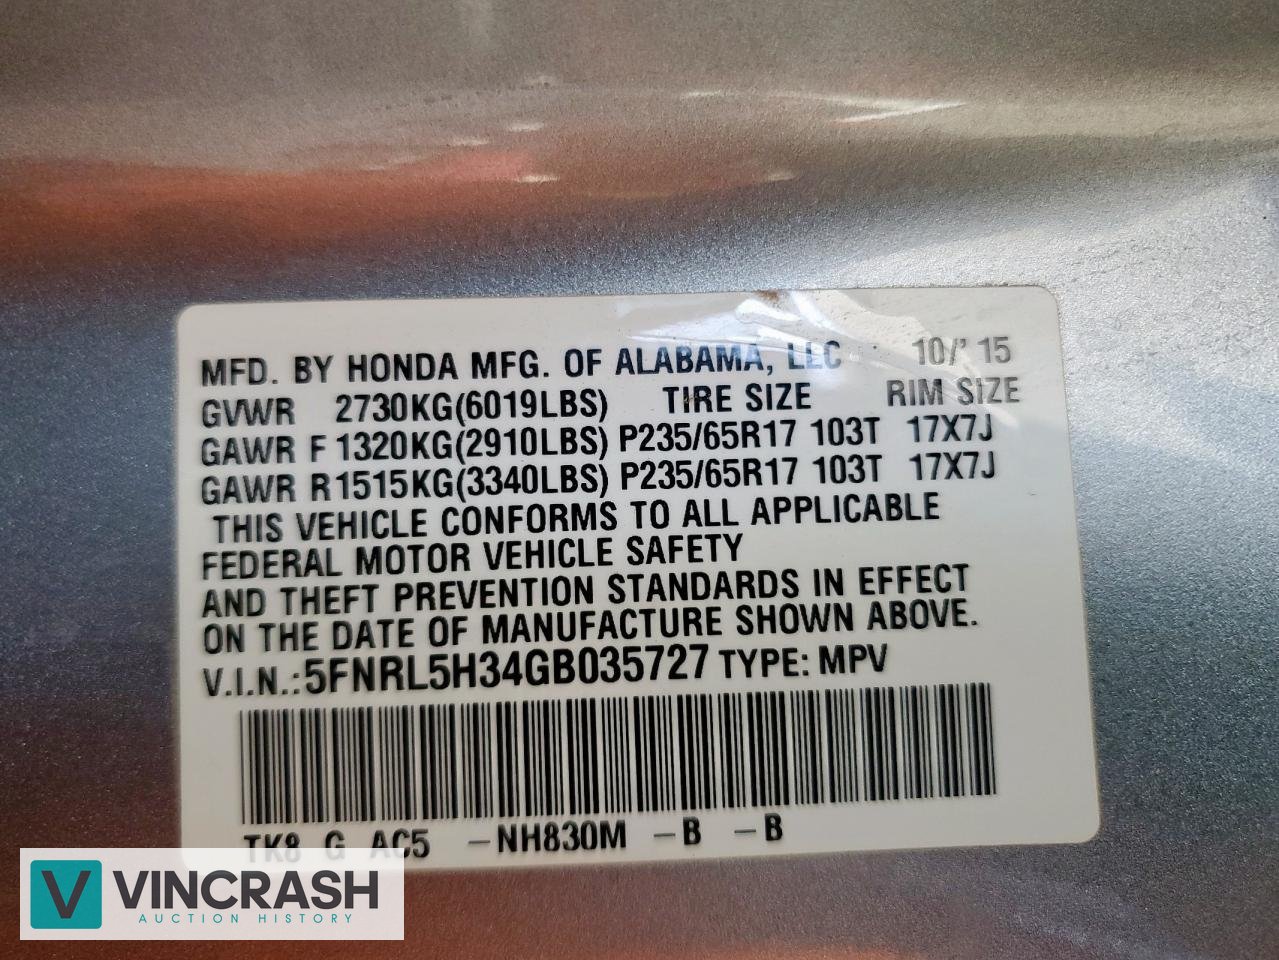 MFD. BY HONDA MFG. OF ALABAMA, LLC 10/'15
GVWR 2730KG(6019LBS) TIRE SIZE RIM SIZE
GAWR F 1320KG(2910LBS) P235/65R17 103T 17X7J
GAWR R 1515KG(3340LBS) P235/65R17 103T 17X7J
THIS VEHICLE CONFORMS TO ALL APPLICABLE
FEDERAL MOTOR VEHICLE SAFETY
AND THEFT PREVENTION STANDARDS IN EFFECT
ON THE DATE OF MANUFACTURE SHOWN ABOVE.
V.I.N.:5FNRL5H34GB035727 TYPE: MPV
TK8 G AC5 –NH830M –B –B
V VINCRASH
AUCTION HISTORY